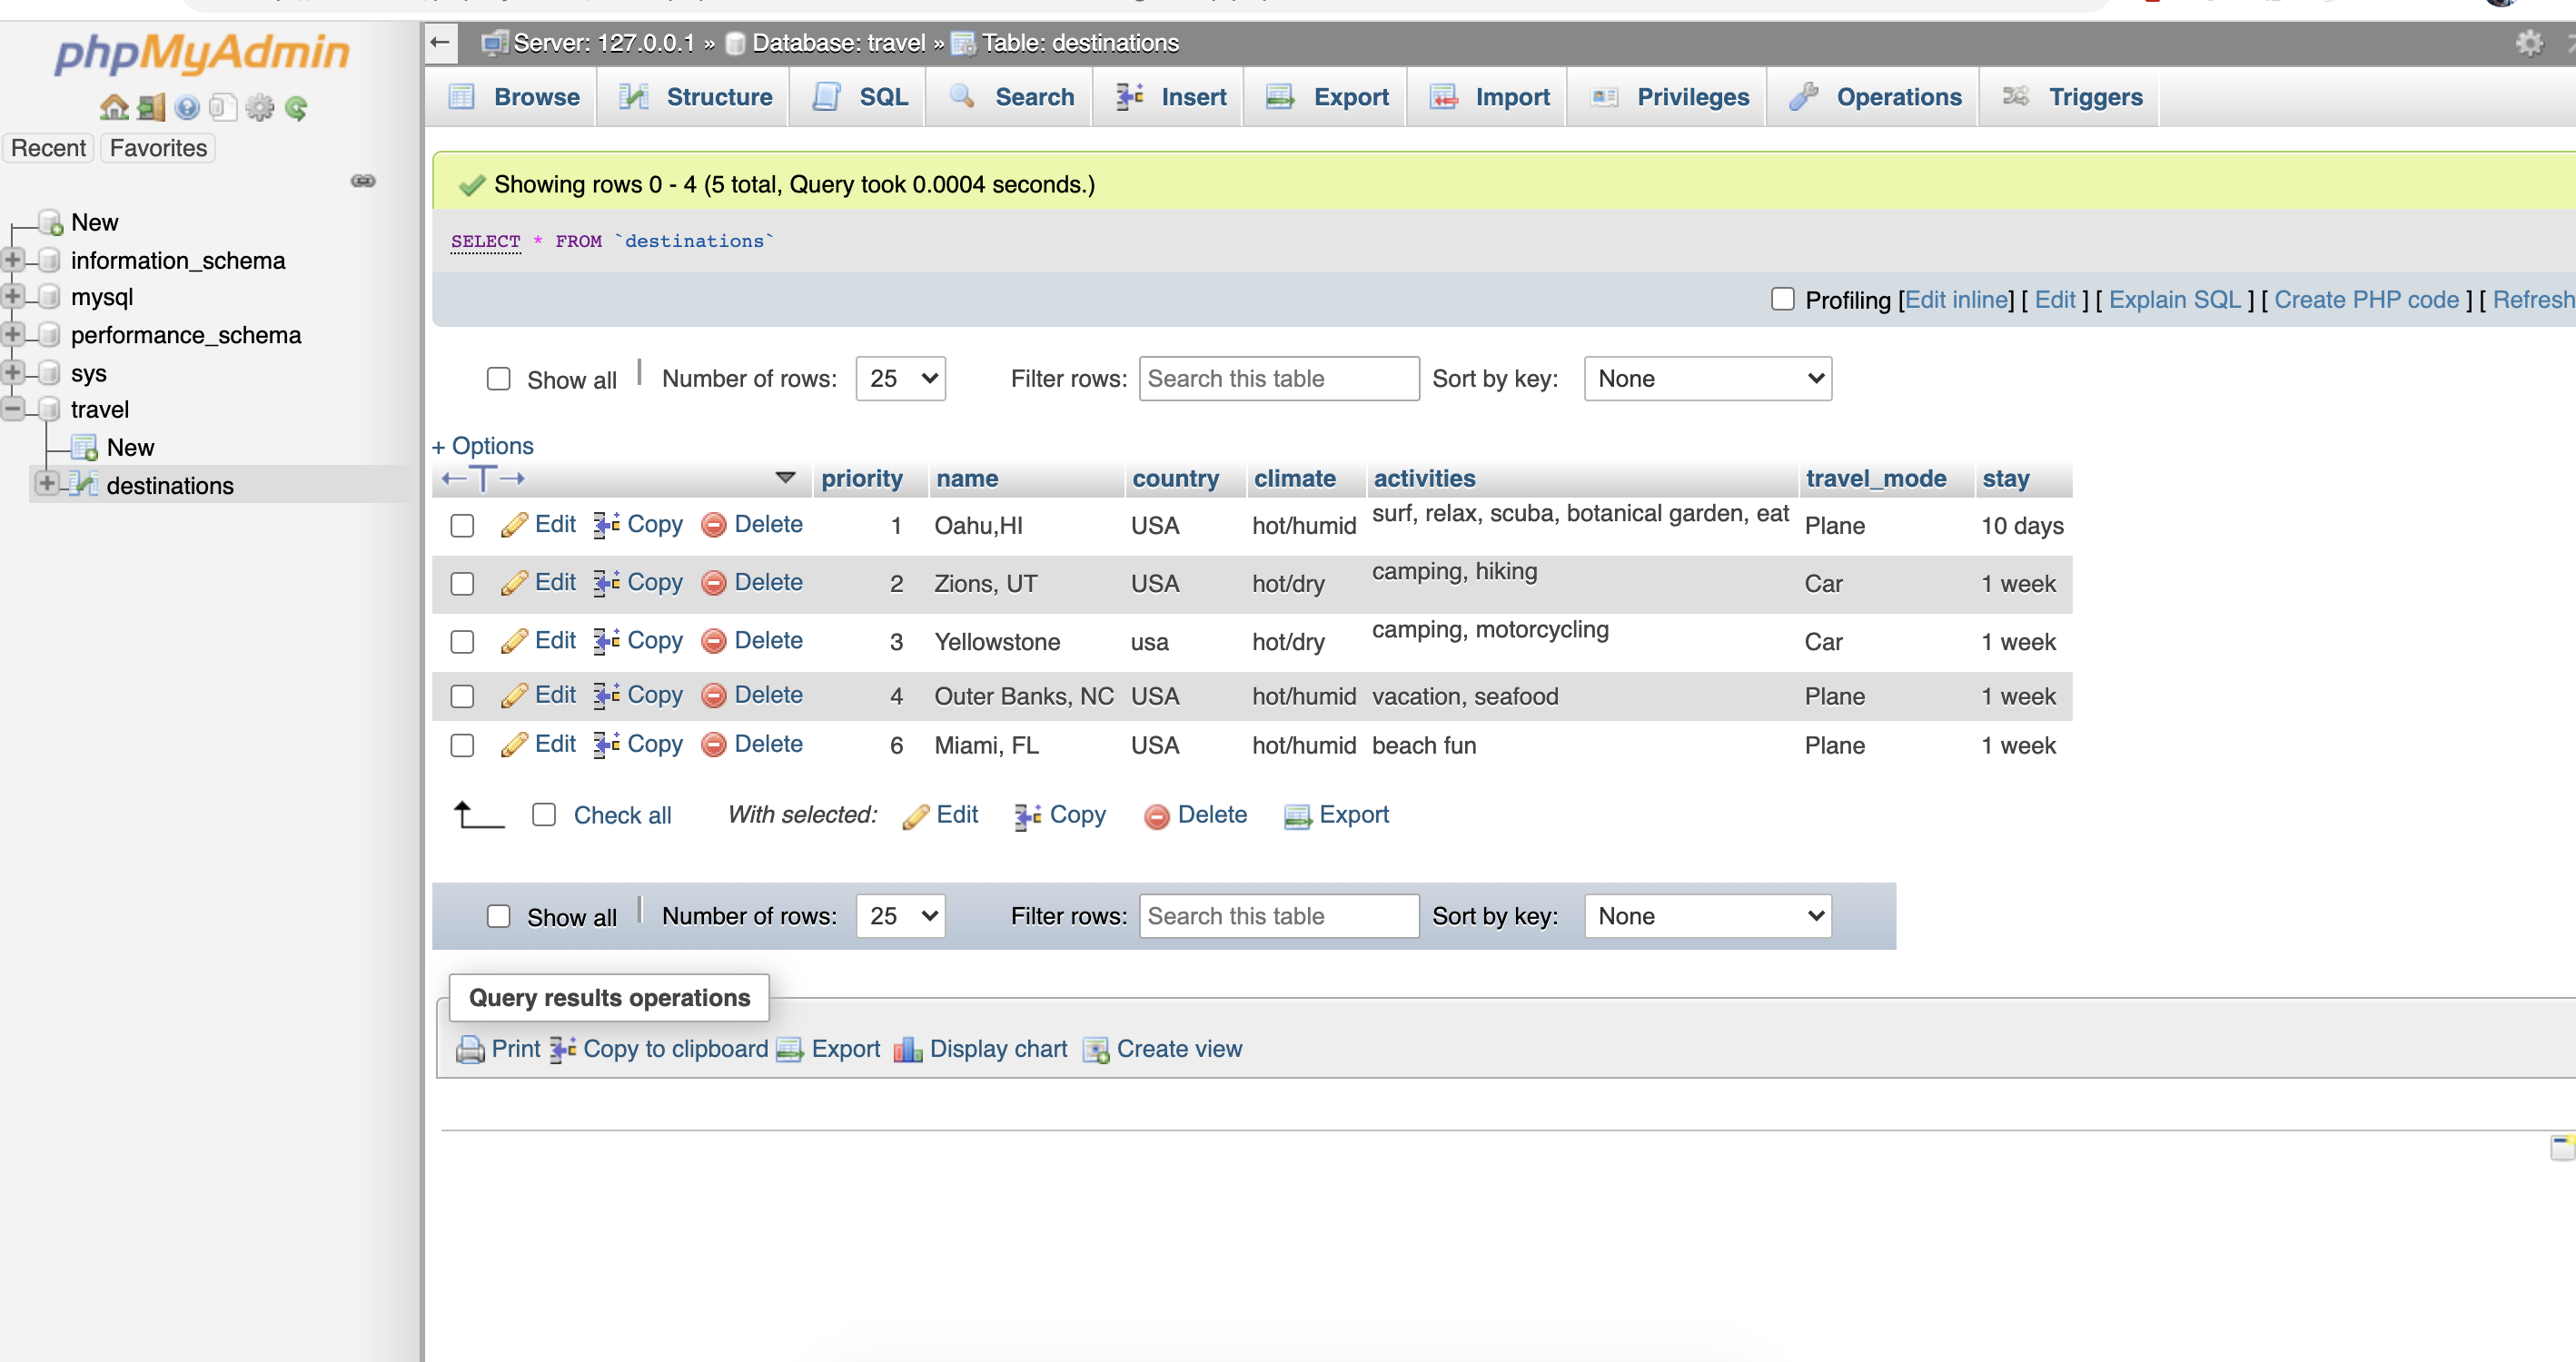 phpMyAdmin
Recent Favorites
New
information_schema
mysql
performance_schema
sys
travel
New
destinations
Server: 127.0.0.1 » Database: travel » Table: destinations
Browse Structure SQL Search Insert Export Import Privileges Operations Triggers
Showing rows 0 - 4 (5 total, Query took 0.0004 seconds.)
SELECT * FROM `destinations`
Profiling [Edit inline] [ Edit ] [ Explain SQL ] [ Create PHP code ] [ Refresh
Show all | Number of rows: 25 Filter rows: Search this table Sort by key: None
+ Options
←T→ priority name country climate activities travel_mode stay
Edit Copy Delete 1 Oahu,HI USA hot/humid surf, relax, scuba, botanical garden, eat Plane 10 days
Edit Copy Delete 2 Zions, UT USA hot/dry camping, hiking Car 1 week
Edit Copy Delete 3 Yellowstone usa hot/dry camping, motorcycling Car 1 week
Edit Copy Delete 4 Outer Banks, NC USA hot/humid vacation, seafood Plane 1 week
Edit Copy Delete 6 Miami, FL USA hot/humid beach fun Plane 1 week
Check all With selected: Edit Copy Delete Export
Show all | Number of rows: 25 Filter rows: Search this table Sort by key: None
Query results operations
Print Copy to clipboard Export Display chart Create view